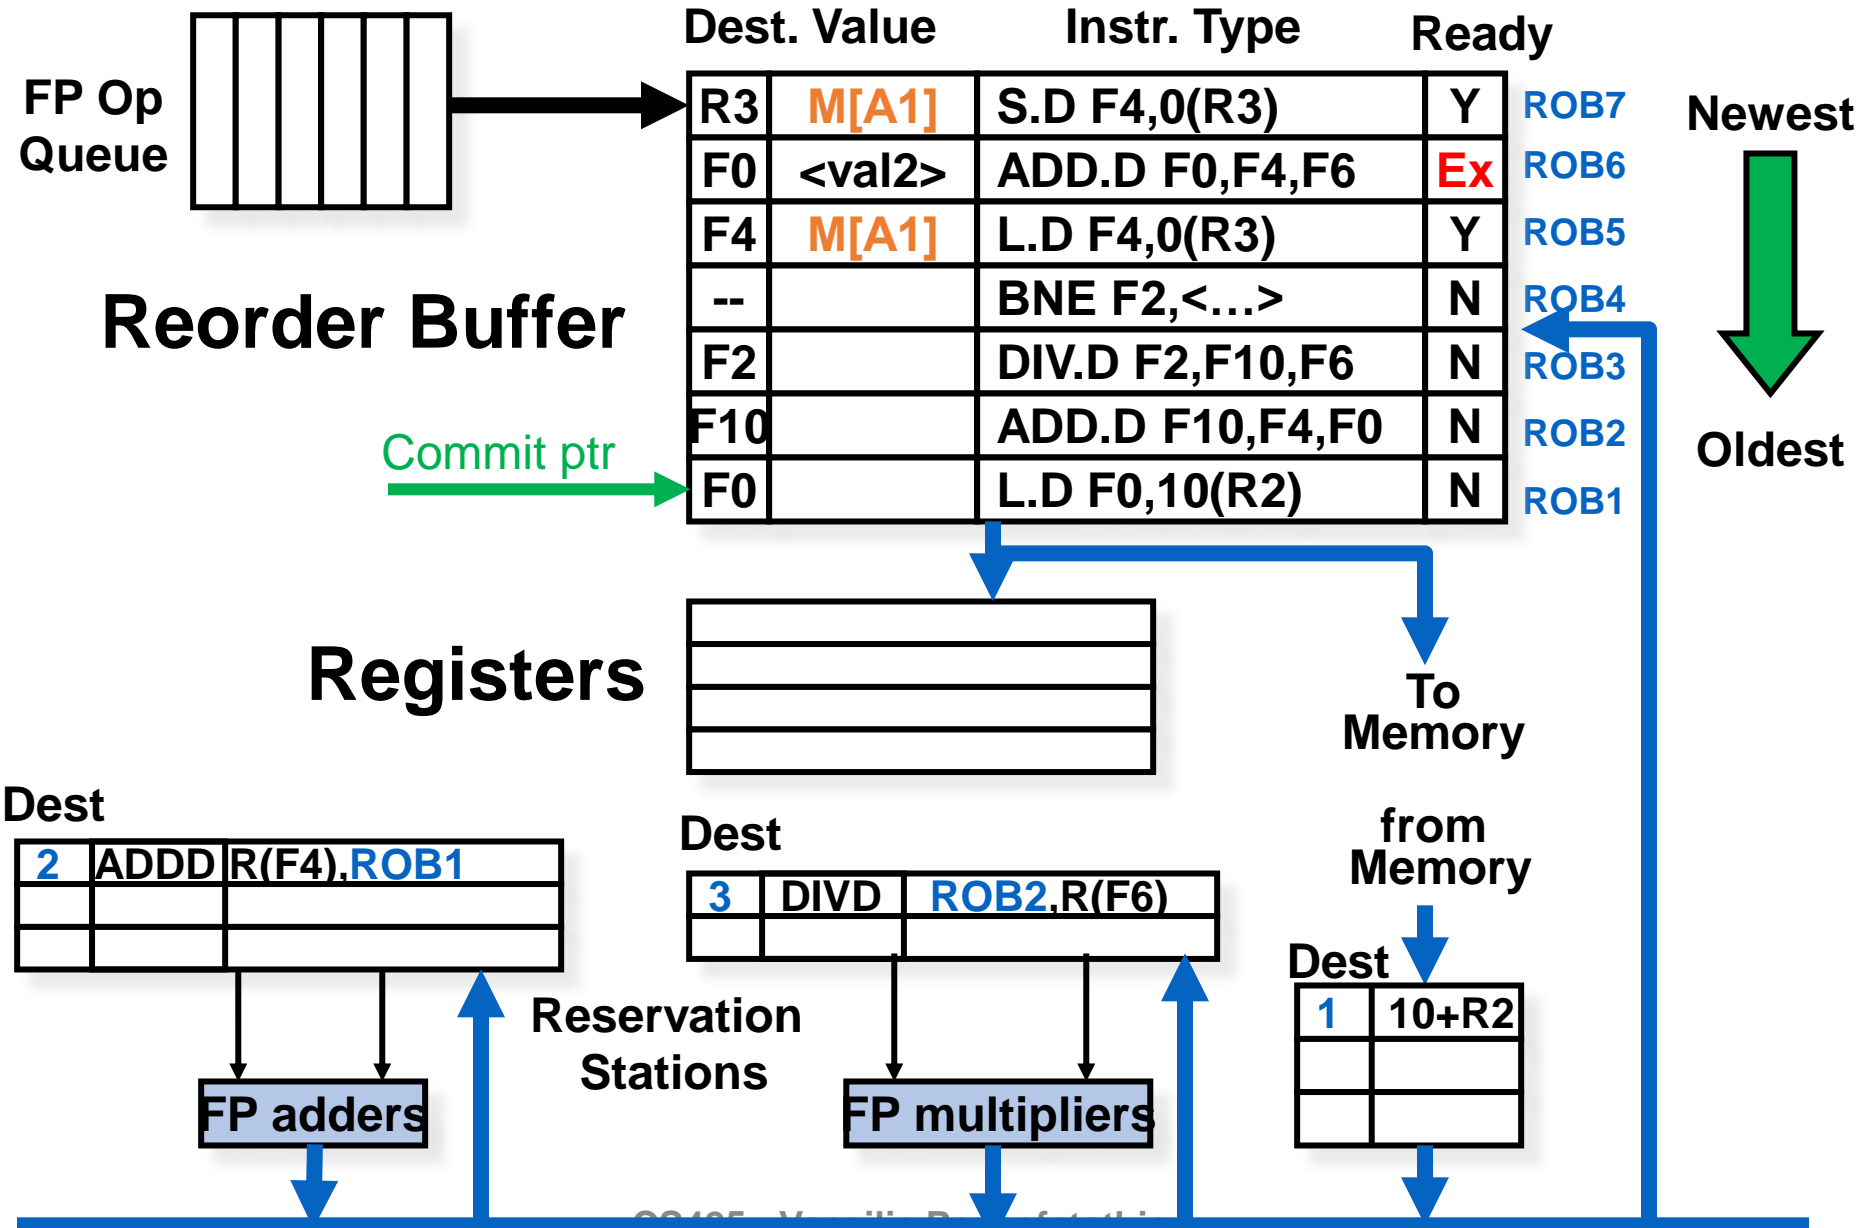 Dest. Value Instr. Type Ready
FP Op
Queue
R3 M[A1] S.D F4,0(R3) Y ROB7
F0 <val2> ADD.D F0,F4,F6 Ex ROB6
F4 M[A1] L.D F4,0(R3) Y ROB5
-- BNE F2,<…> N ROB4
F2 DIV.D F2,F10,F6 N ROB3
F10 ADD.D F10,F4,F0 N ROB2
F0 L.D F0,10(R2) N ROB1
Newest
Oldest
Reorder Buffer
Commit ptr
Registers
To
Memory
from
Memory
Dest
2 ADDD R(F4),ROB1
Dest
3 DIVD ROB2,R(F6)
Dest
1 10+R2
Reservation
Stations
FP adders
FP multipliers